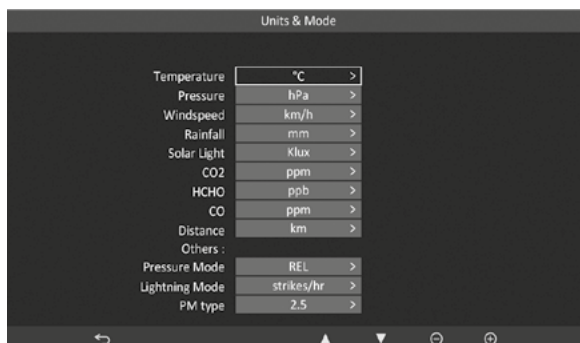 Units & Mode
Temperature °C >
Pressure hPa >
Windspeed km/h >
Rainfall mm >
Solar Light Klux >
CO2 ppm >
HCHO ppb >
CO ppm >
Distance km >
Others :
Pressure Mode REL >
Lightning Mode strikes/hr >
PM type 2.5 >